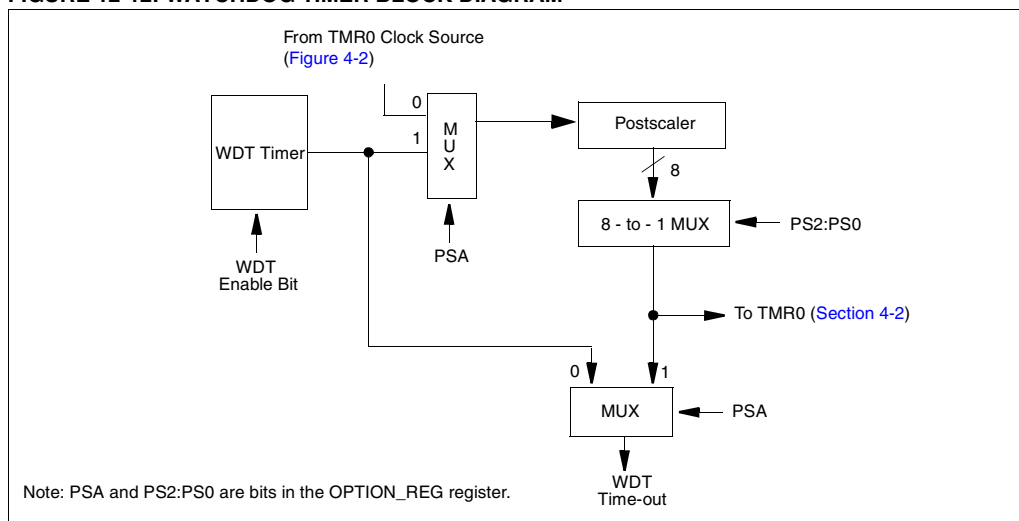 From TMR0 Clock Source
(Figure 4-2)
0
1
M
U
X
WDT Timer
Postscaler
8
8 - to - 1 MUX
PS2:PS0
PSA
WDT
Enable Bit
To TMR0 (Section 4-2)
0
1
MUX
PSA
WDT
Time-out
Note: PSA and PS2:PS0 are bits in the OPTION_REG register.